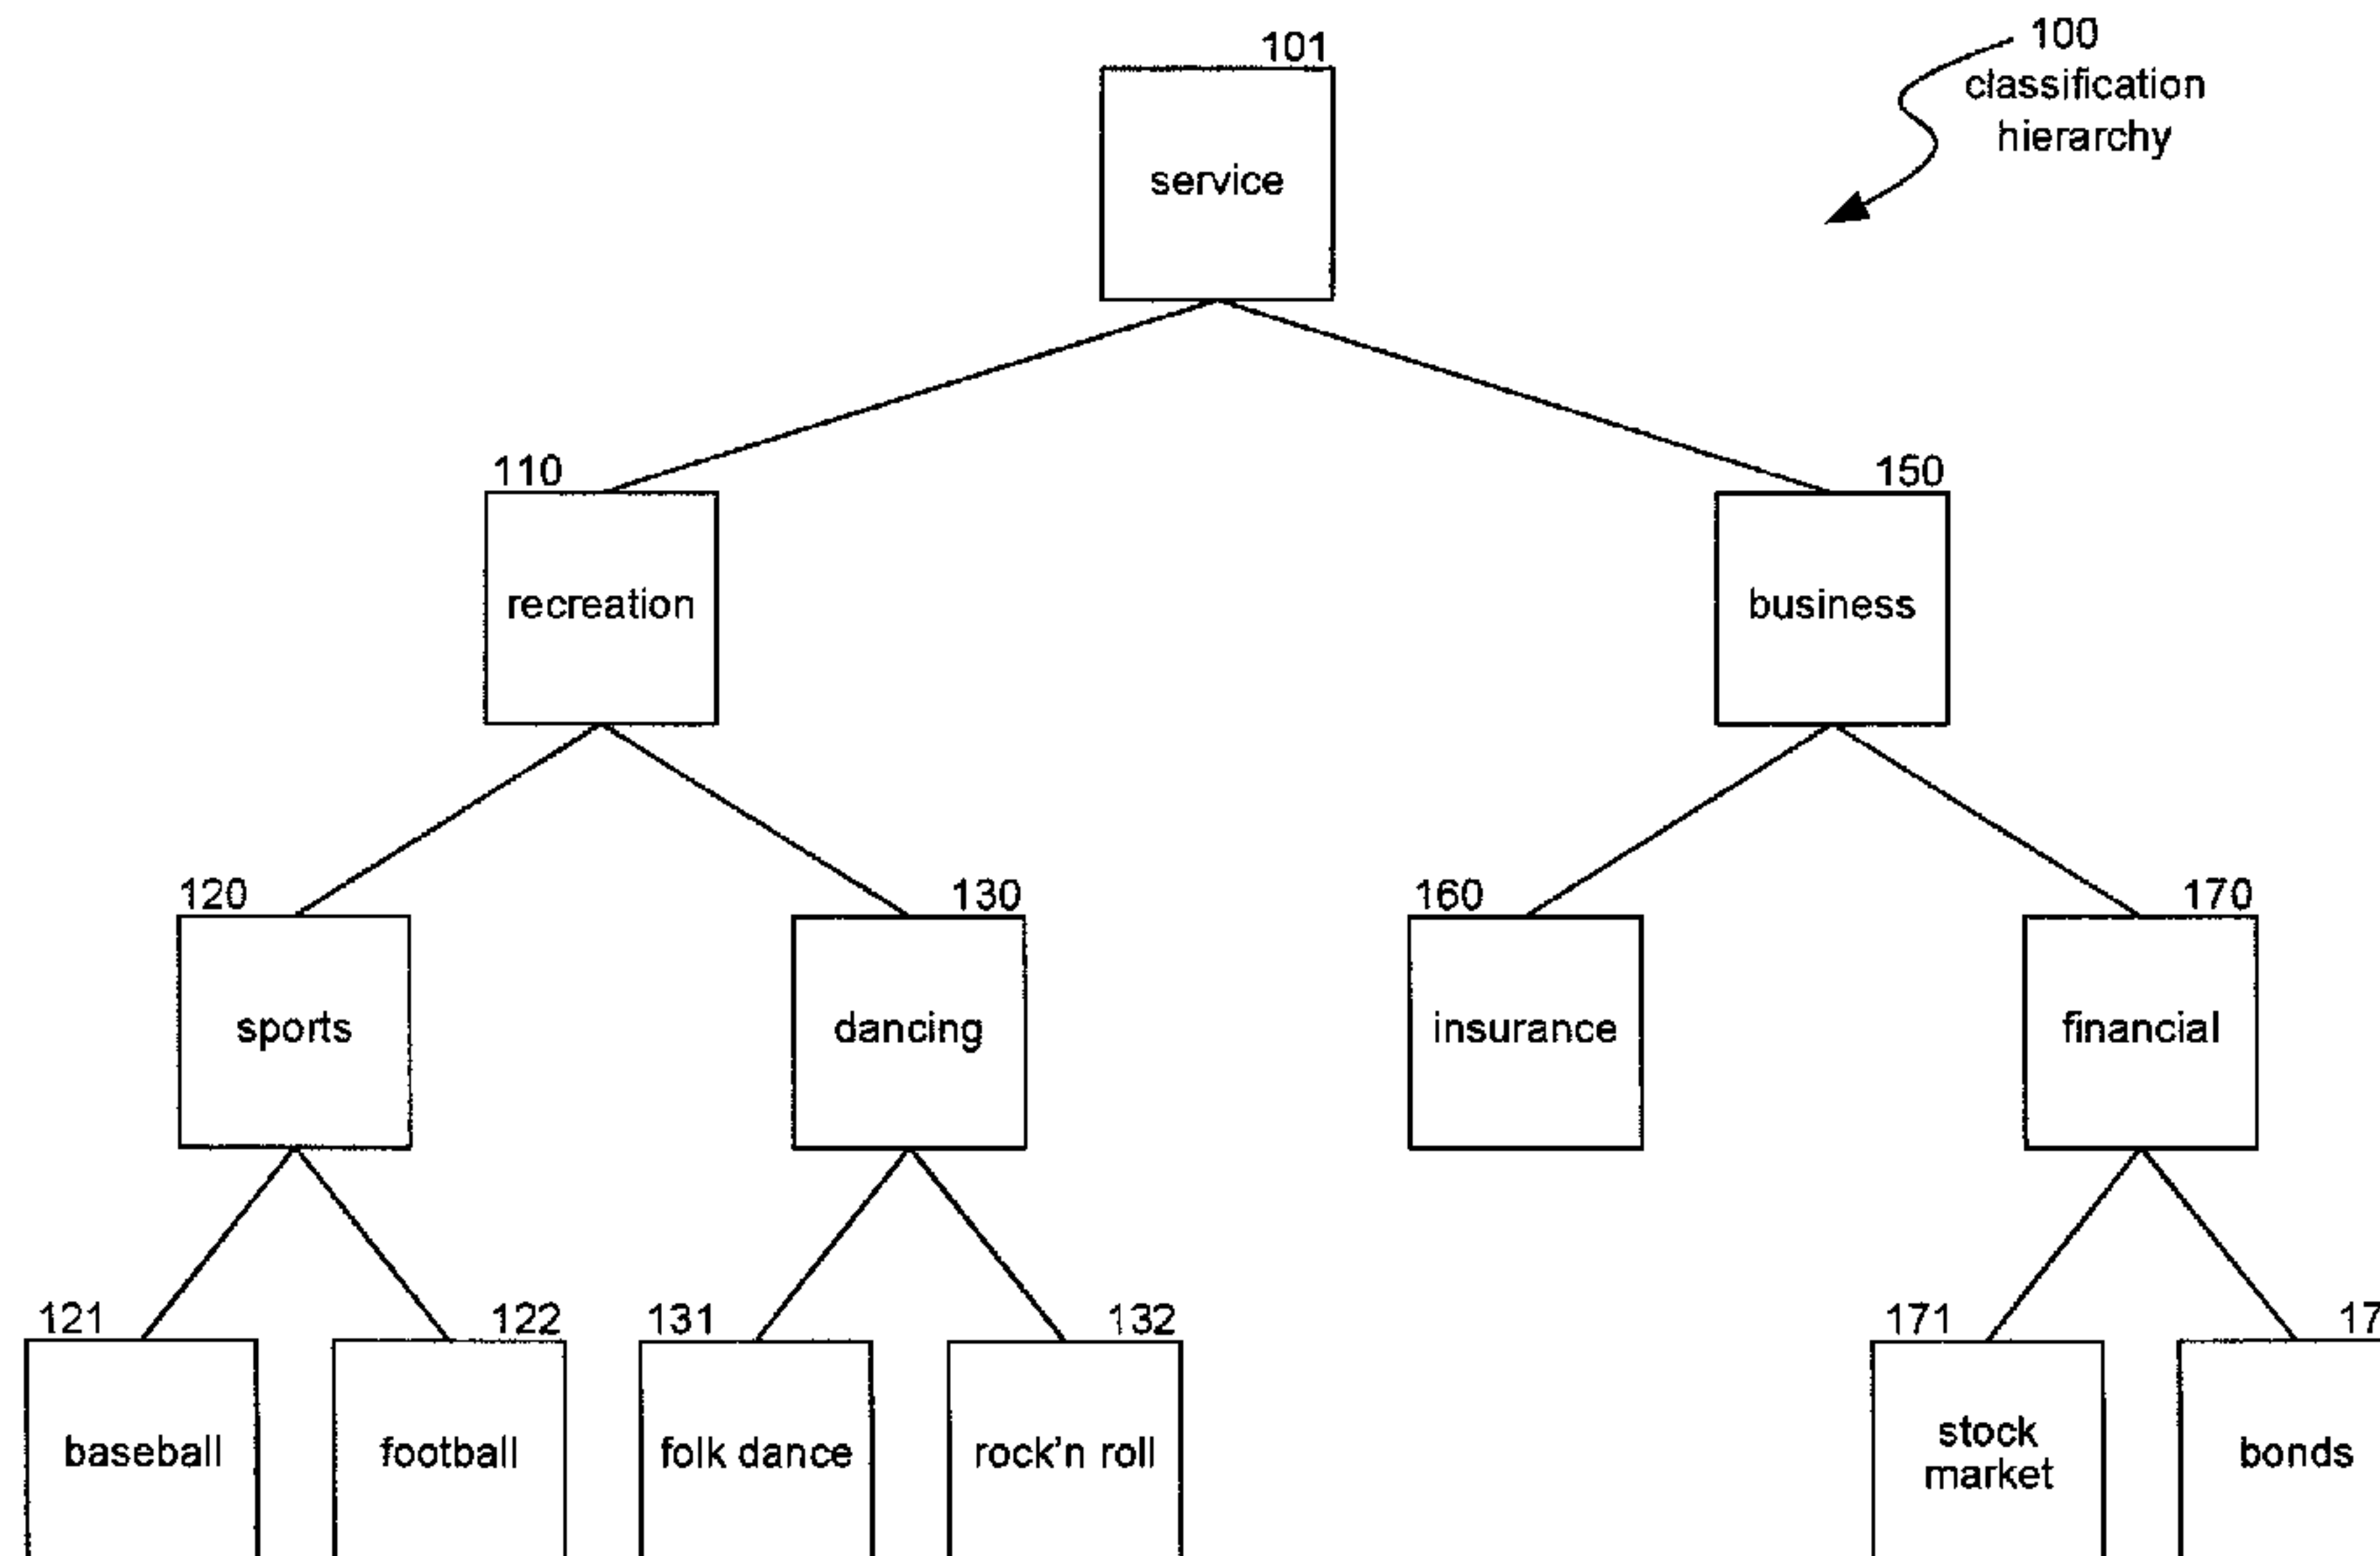 101
100
classification
hierarchy
service
110
150
recreation
business
120
130
160
170
sports
dancing
insurance
financial
121
122
131
132
171
baseball
football
folk dance
rock'n roll
stock
market
bonds